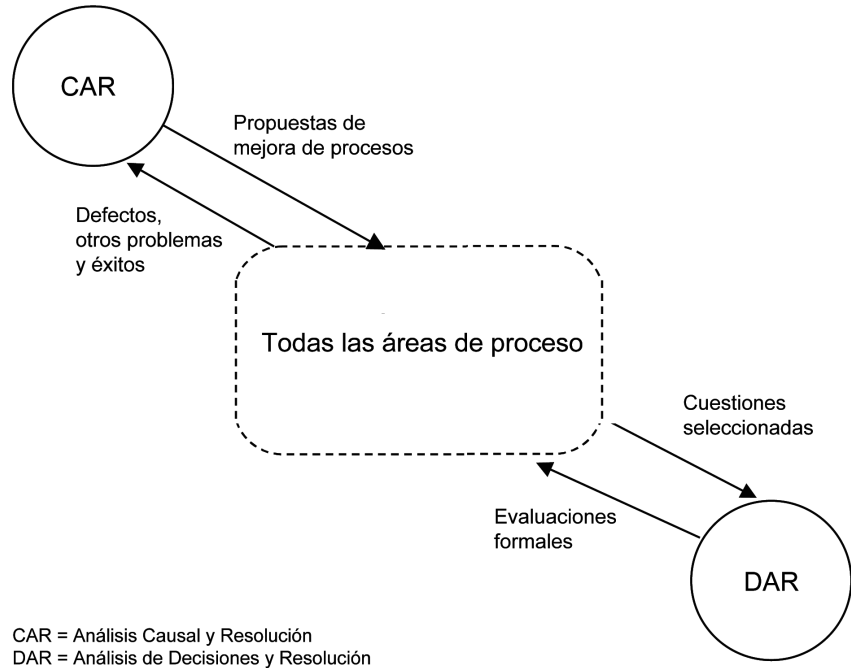 CAR
Propuestas de
mejora de procesos
Defectos,
otros problemas
y éxitos
Todas las áreas de proceso
Cuestiones
seleccionadas
Evaluaciones
formales
DAR
CAR = Análisis Causal y Resolución
DAR = Análisis de Decisiones y Resolución